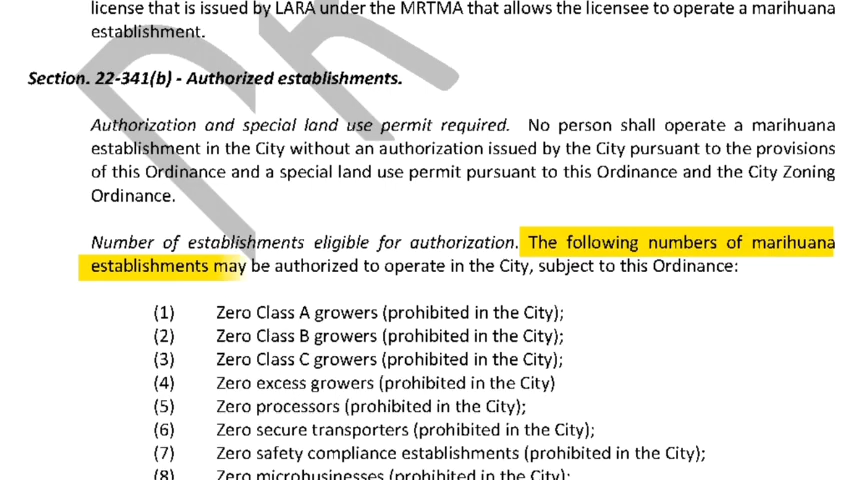 license that is issued by LARA under the MRTMA that allows the licensee to operate a marihuana
establishment.
Section. 22-341(b) - Authorized establishments.
Authorization and special land use permit required. No person shall operate a marihuana
establishment in the City without an authorization issued by the City pursuant to the provisions
of this Ordinance and a special land use permit pursuant to this Ordinance and the City Zoning
Ordinance.
Number of establishments eligible for authorization. The following numbers of marihuana
establishments may be authorized to operate in the City, subject to this Ordinance:
(1) Zero Class A growers (prohibited in the City);
(2) Zero Class B growers (prohibited in the City);
(3) Zero Class C growers (prohibited in the City);
(4) Zero excess growers (prohibited in the City)
(5) Zero processors (prohibited in the City);
(6) Zero secure transporters (prohibited in the City);
(7) Zero safety compliance establishments (prohibited in the City);
(8) Zero microbusinesses (prohibited in the City);